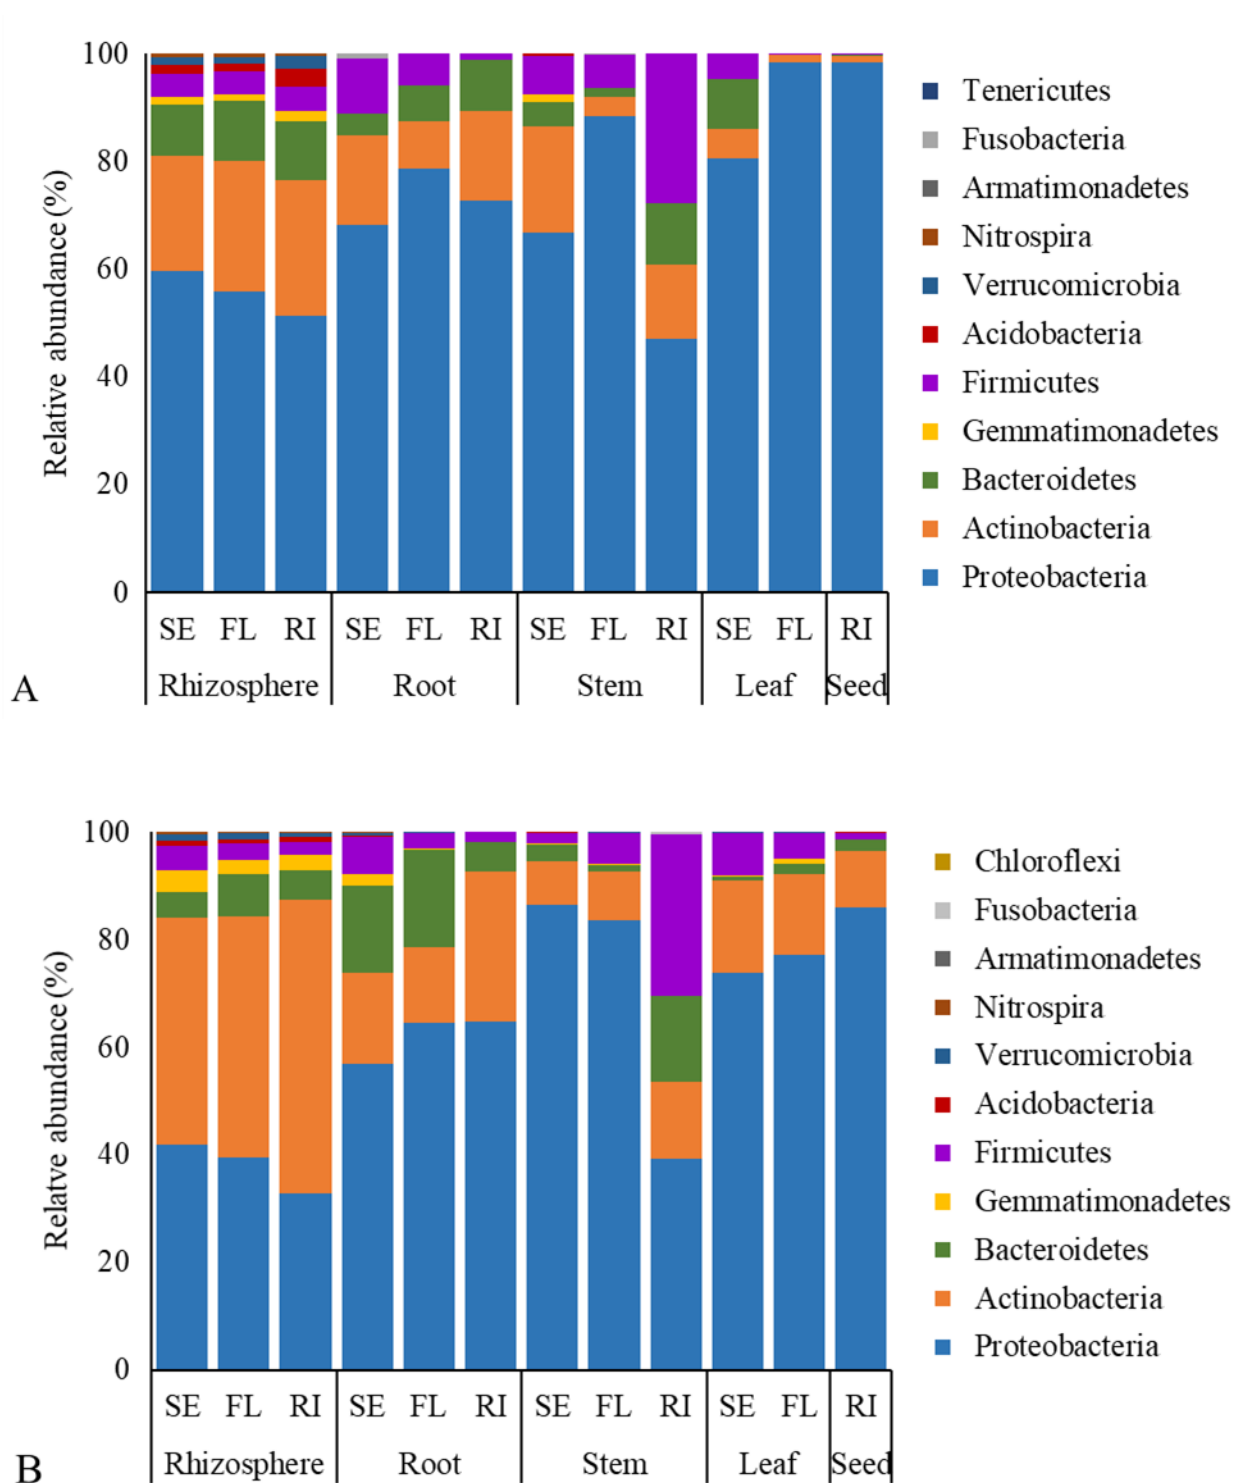 100
80
60
40
20
0
Relative abundance (%)
SE FL RI SE FL RI SE FL RI SE FL RI
Rhizosphere Root Stem Leaf Seed
A
Tenericutes
Fusobacteria
Armatimonadetes
Nitrospira
Verrucomicrobia
Acidobacteria
Firmicutes
Gemmatimonadetes
Bacteroidetes
Actinobacteria
Proteobacteria
100
80
60
40
20
0
Relatve abundance (%)
SE FL RI SE FL RI SE FL RI SE FL RI
Rhizosphere Root Stem Leaf Seed
B
Chloroflexi
Fusobacteria
Armatimonadetes
Nitrospira
Verrucomicrobia
Acidobacteria
Firmicutes
Gemmatimonadetes
Bacteroidetes
Actinobacteria
Proteobacteria